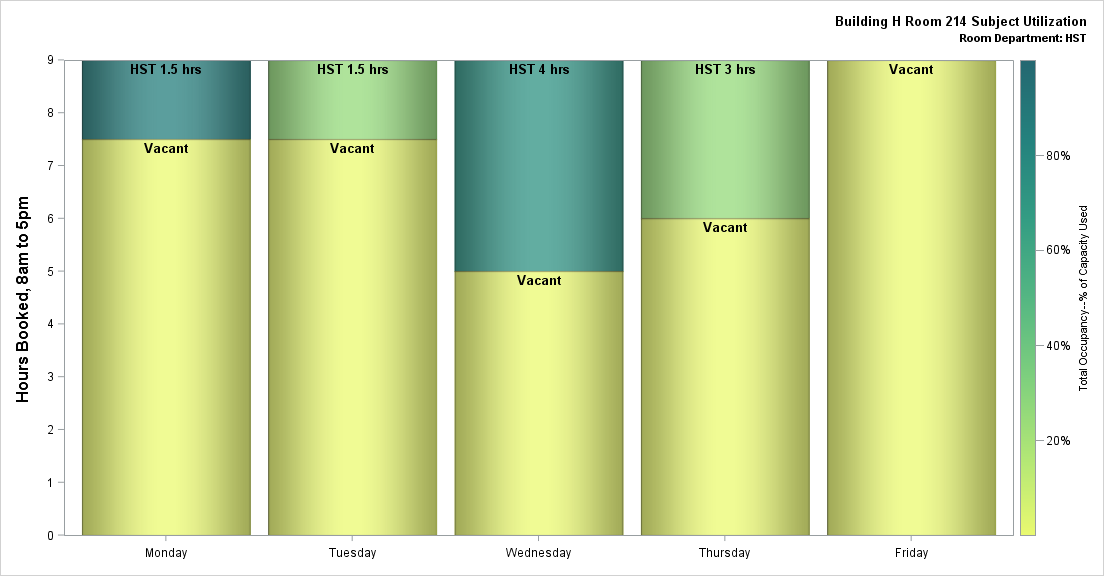 Building H Room 214 Subject Utilization
Room Department: HST
Hours Booked, 8am to 5pm
9
8
7
6
5
4
3
2
1
0
HST 1.5 hrs
Vacant
HST 1.5 hrs
Vacant
HST 4 hrs
Vacant
HST 3 hrs
Vacant
Vacant
Monday
Tuesday
Wednesday
Thursday
Friday
80%
60%
40%
20%
Total Occupancy--% of Capacity Used